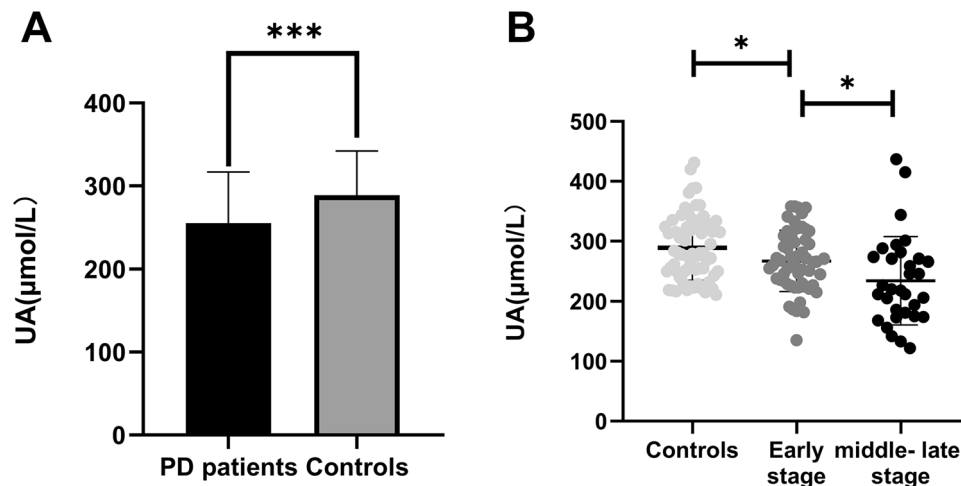 A
***
400
300
200
100
0
UA(μmol/L）
PD patients Controls
B
*
*
500
400
300
200
100
0
UA(μmol/L）
Controls
Early
stage
middle- late
stage